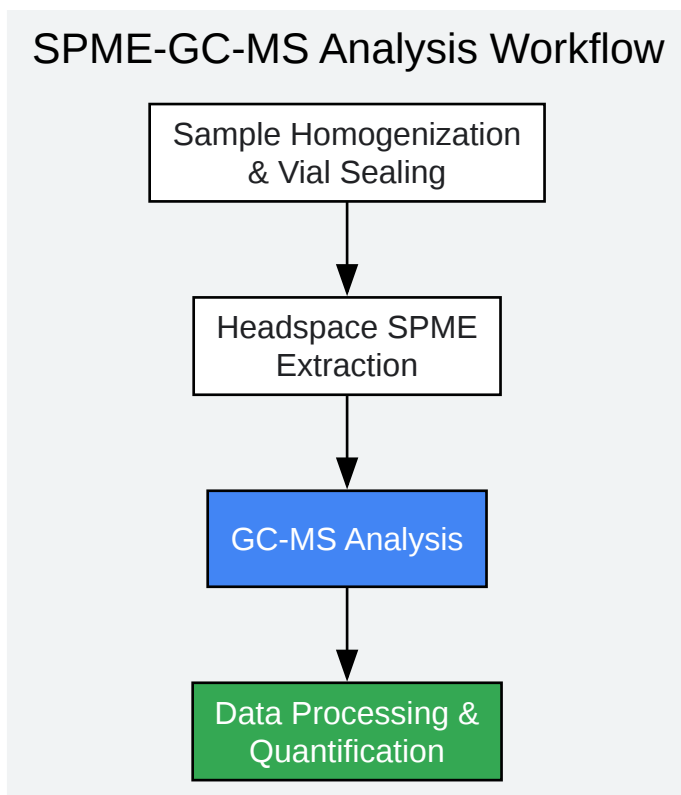 SPME-GC-MS Analysis Workflow
Sample Homogenization
& Vial Sealing
Headspace SPME
Extraction
GC-MS Analysis
Data Processing &
Quantification